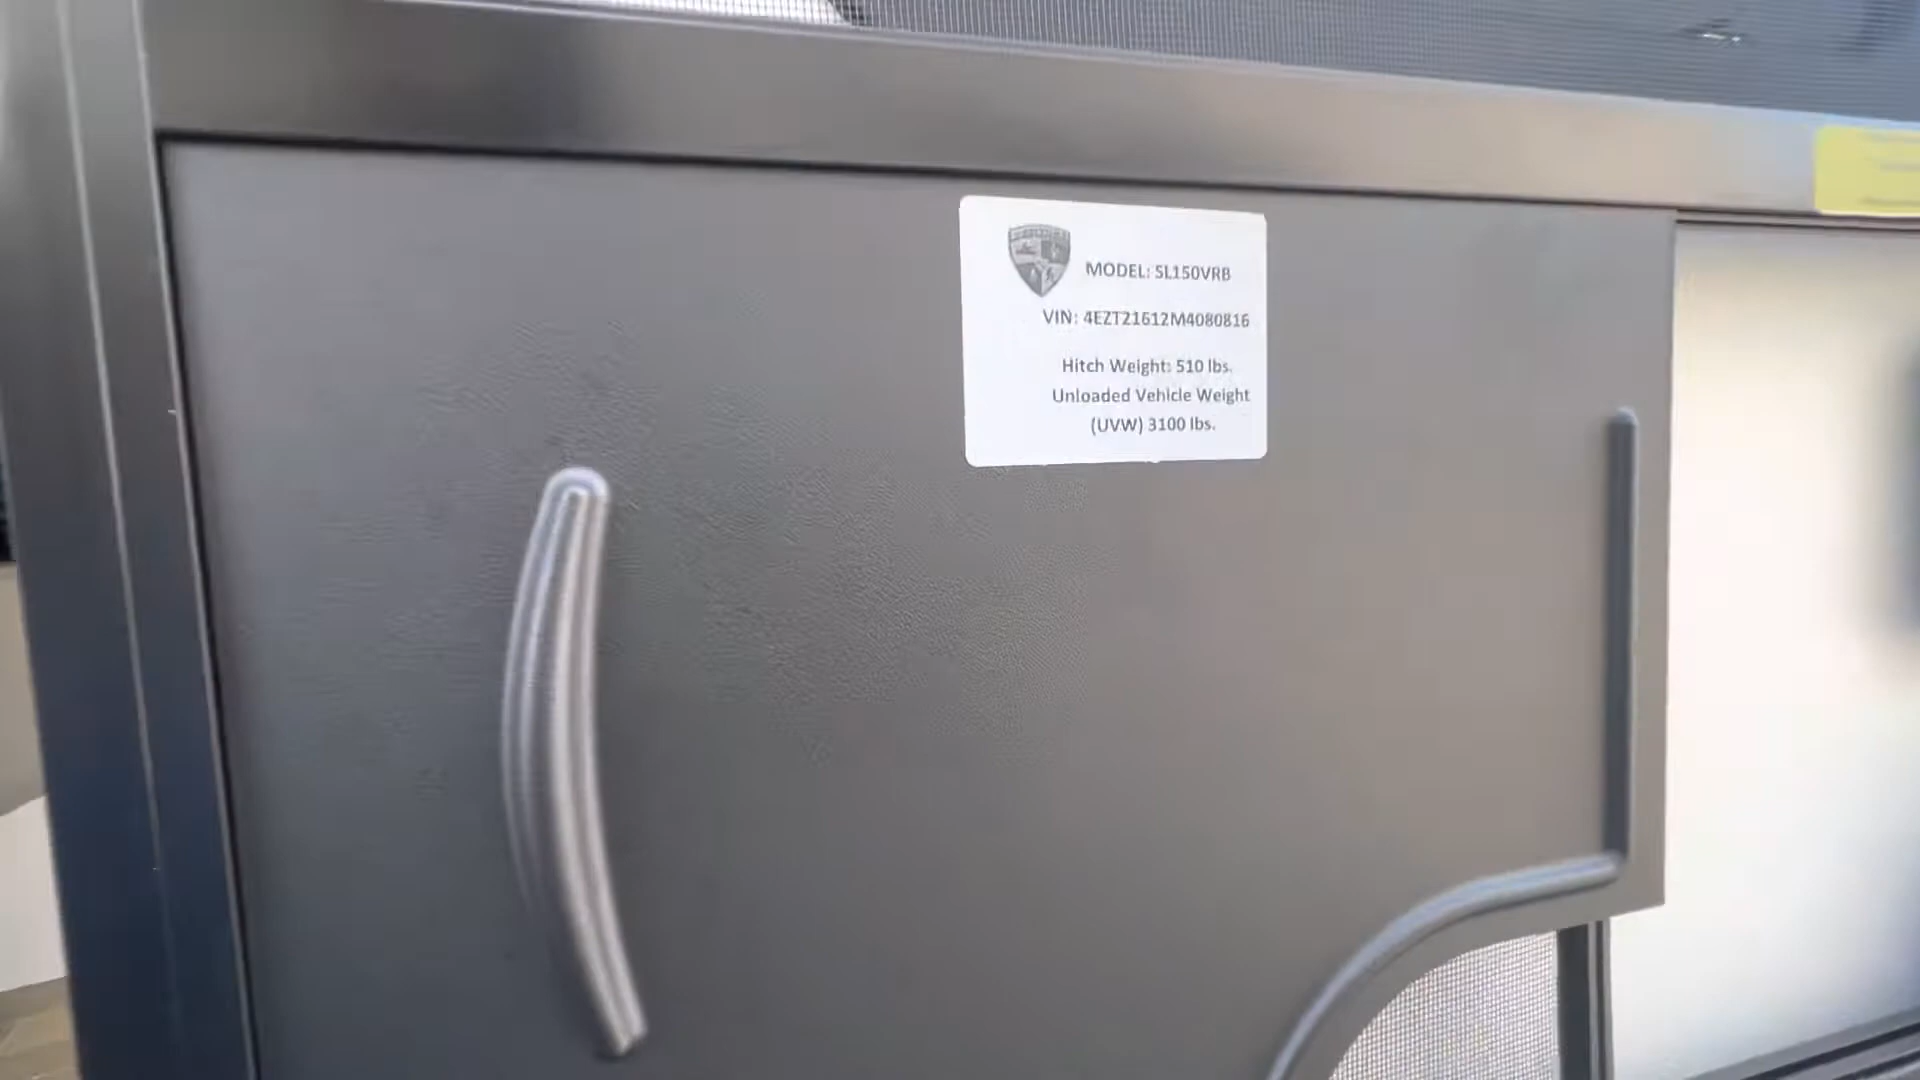 MODEL: SL150VRB
VIN: 4EZT21612M4080816
Hitch Weight: 510 lbs.
Unloaded Vehicle Weight
(UVW) 3100 lbs.